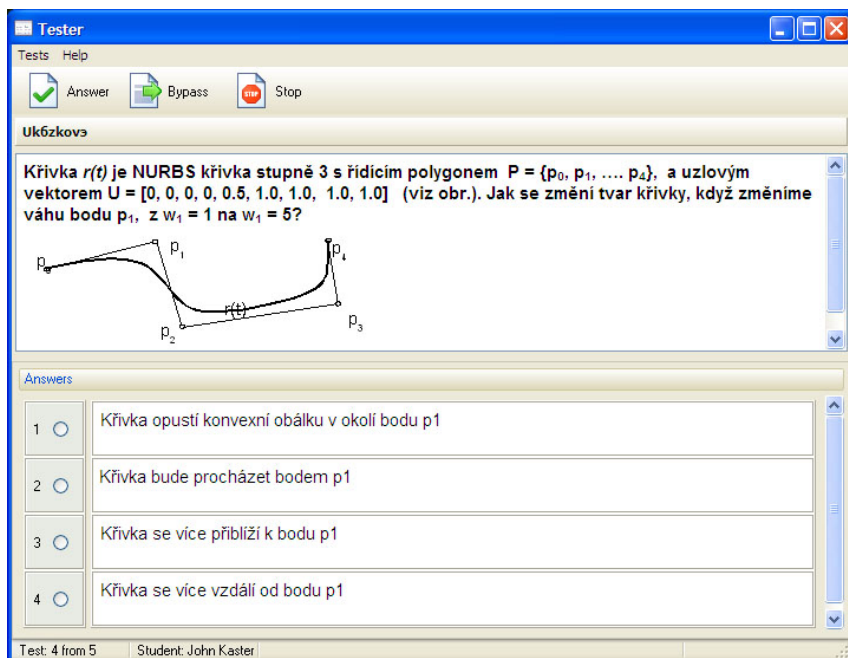 Tester
Tests Help
Answer Bypass Stop
Ukбzkovэ
Křivka r(t) je NURBS křivka stupně 3 s řídícím polygonem P = {p₀, p₁, .... p₄}, a uzlovým
vektorem U = [0, 0, 0, 0, 0.5, 1.0, 1.0, 1.0, 1.0] (viz obr.). Jak se změní tvar křivky, když změníme
váhu bodu p₁, z w₁ = 1 na w₁ = 5?
p
p₁
p₄
r(t)
p₂
p₃
Answers
1 Křivka opustí konvexní obálku v okolí bodu p1
2 Křivka bude procházet bodem p1
3 Křivka se více přiblíží k bodu p1
4 Křivka se více vzdálí od bodu p1
Test: 4 from 5 Student: John Kaster